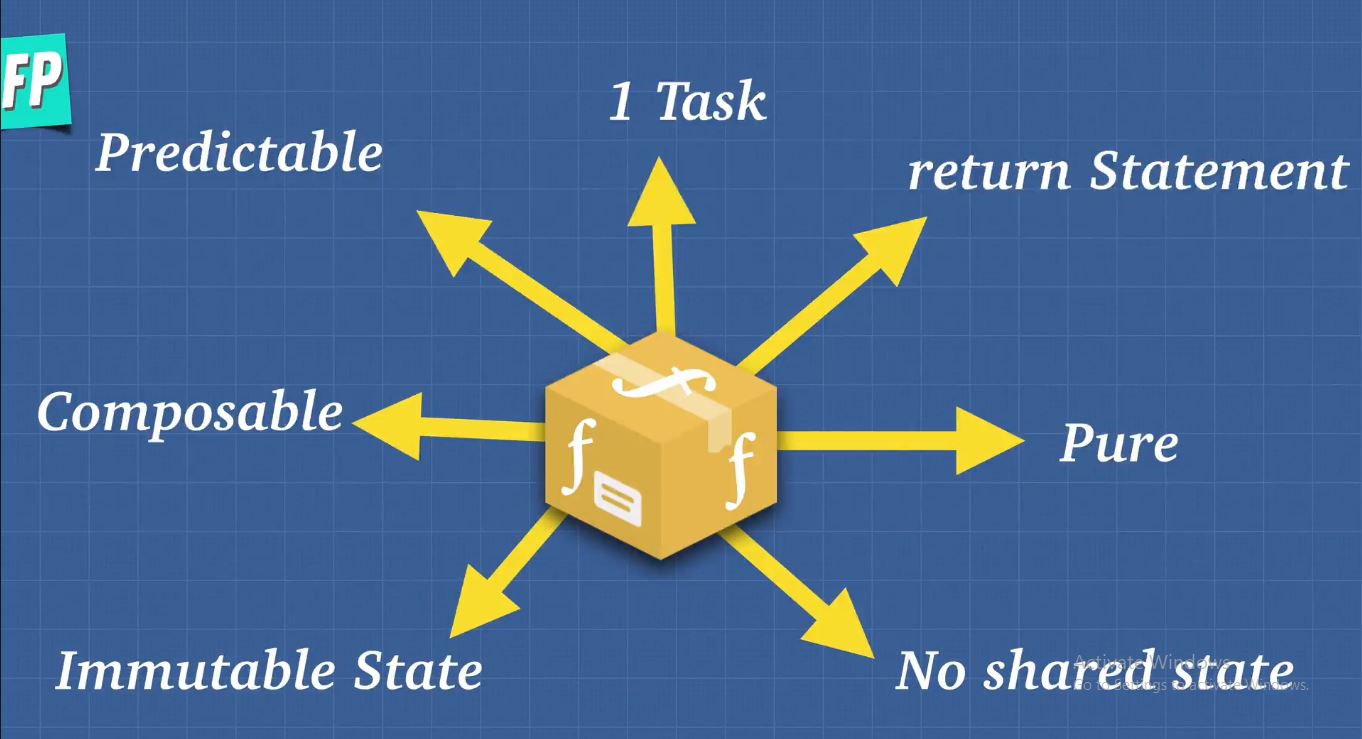 FP
1 Task
Predictable
return Statement
Composable
Pure
Immutable State
No shared state
Activate Windows
Go to Settings to activate Windows.
f
f
f